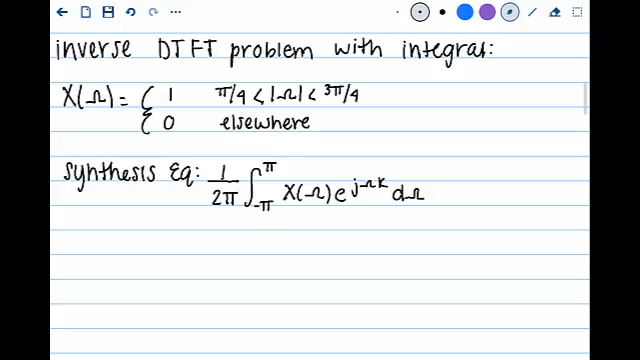 inverse DTFT problem with integral:
X(Ω) = { 1 π/4 < |Ω| < 3π/4
{ 0 elsewhere
Synthesis Eq: 1/2π ∫_{-π}^{π} X(Ω) e^{jΩk} dΩ